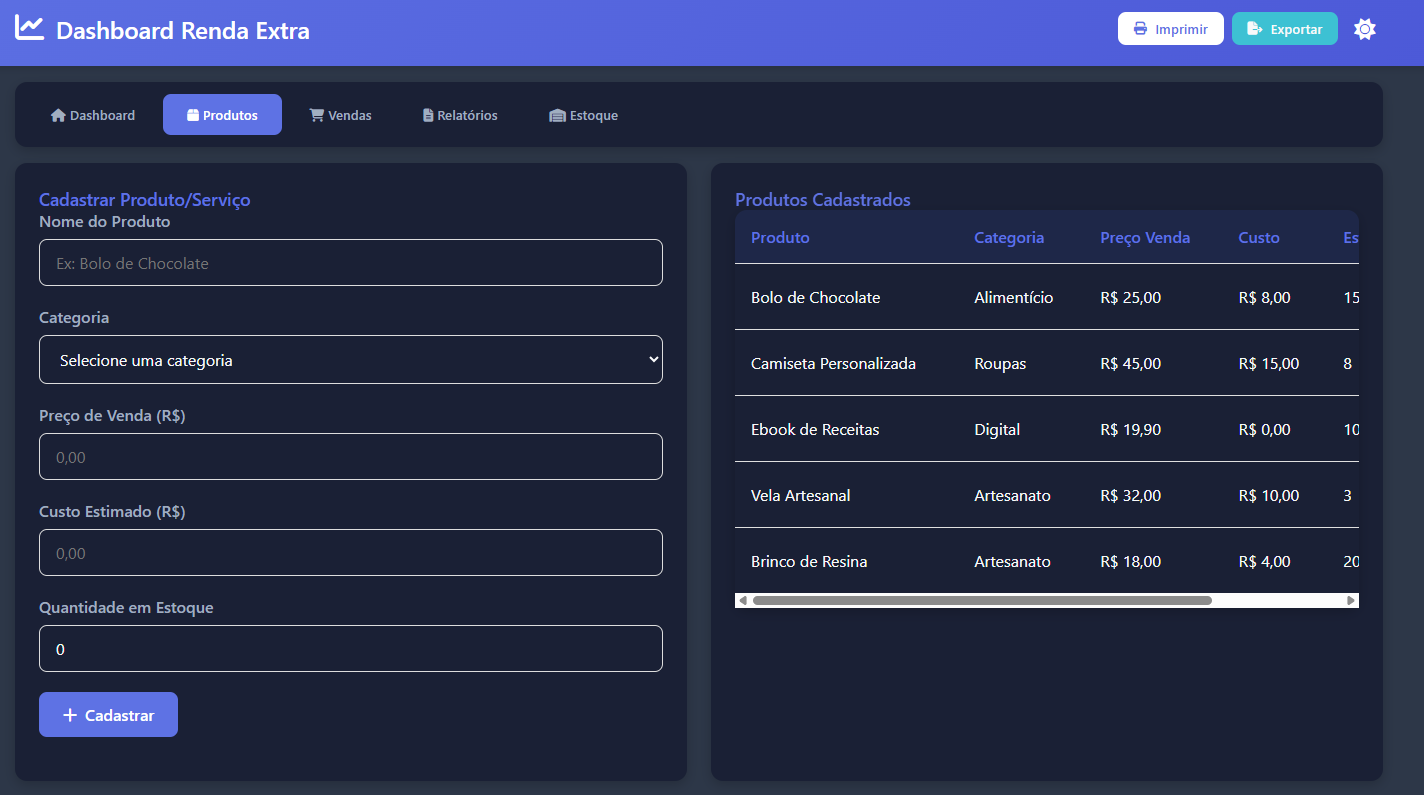 Dashboard Renda Extra
Imprimir
Exportar
Dashboard
Produtos
Vendas
Relatórios
Estoque
Cadastrar Produto/Serviço
Nome do Produto
Ex: Bolo de Chocolate
Categoria
Selecione uma categoria
Preço de Venda (R$)
0,00
Custo Estimado (R$)
0,00
Quantidade em Estoque
0
Cadastrar
Produtos Cadastrados
Produto Categoria Preço Venda Custo Es
Bolo de Chocolate Alimentício R$ 25,00 R$ 8,00 15
Camiseta Personalizada Roupas R$ 45,00 R$ 15,00 8
Ebook de Receitas Digital R$ 19,90 R$ 0,00 10
Vela Artesanal Artesanato R$ 32,00 R$ 10,00 3
Brinco de Resina Artesanato R$ 18,00 R$ 4,00 20